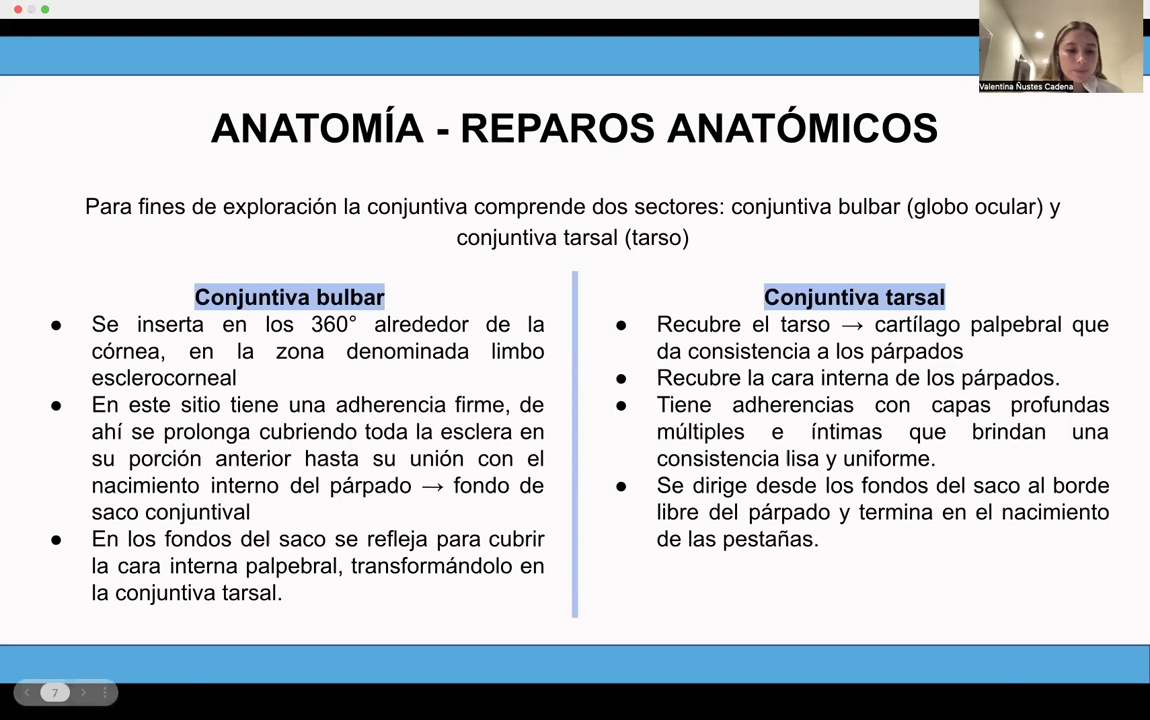 Valentina Ñustes Cadena
ANATOMÍA - REPAROS ANATÓMICOS
Para fines de exploración la conjuntiva comprende dos sectores: conjuntiva bulbar (globo ocular) y
conjuntiva tarsal (tarso)
Conjuntiva bulbar
● Se inserta en los 360° alrededor de la
córnea, en la zona denominada limbo
esclerocorneal
● En este sitio tiene una adherencia firme, de
ahí se prolonga cubriendo toda la esclera en
su porción anterior hasta su unión con el
nacimiento interno del párpado → fondo de
saco conjuntival
● En los fondos del saco se refleja para cubrir
la cara interna palpebral, transformándolo en
la conjuntiva tarsal.
Conjuntiva tarsal
● Recubre el tarso → cartílago palpebral que
da consistencia a los párpados
● Recubre la cara interna de los párpados.
● Tiene adherencias con capas profundas
múltiples e íntimas que brindan una
consistencia lisa y uniforme.
● Se dirige desde los fondos del saco al borde
libre del párpado y termina en el nacimiento
de las pestañas.
7